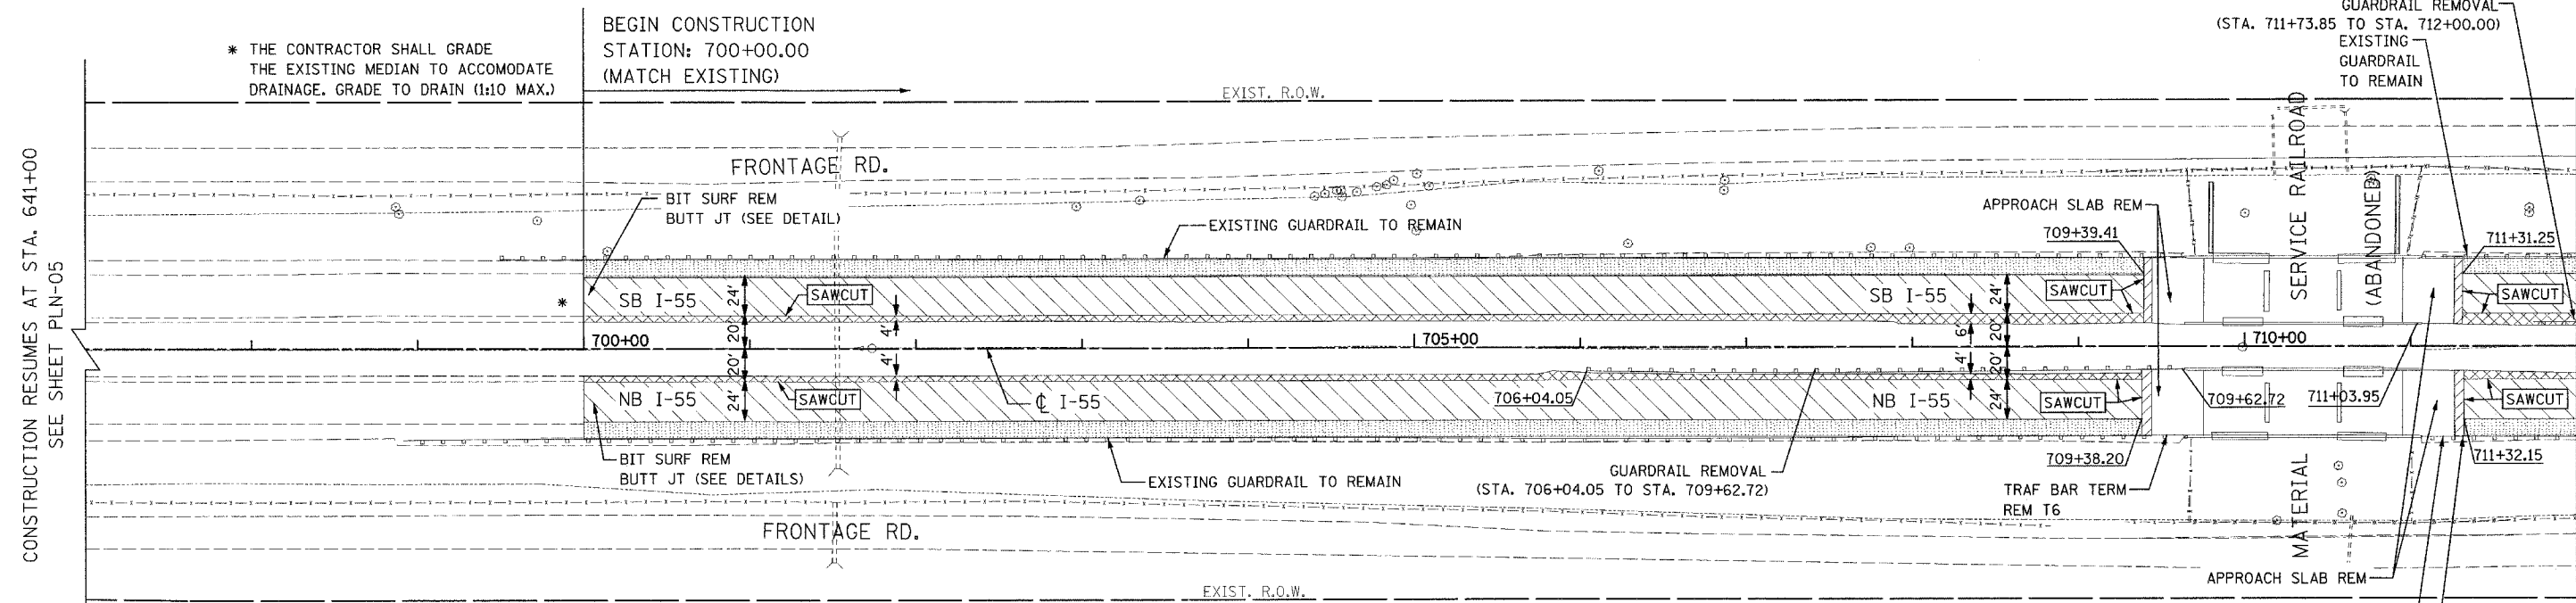 * THE CONTRACTOR SHALL GRADE
THE EXISTING MEDIAN TO ACCOMODATE
DRAINAGE. GRADE TO DRAIN (1:10 MAX.)
BEGIN CONSTRUCTION
STATION: 700+00.00
(MATCH EXISTING)
GUARDRAIL REMOVAL
(STA. 711+73.85 TO STA. 712+00.00)
EXISTING
GUARDRAIL
TO REMAIN
EXIST. R.O.W.
CONSTRUCTION RESUMES AT STA. 641+00
SEE SHEET PLN-05
FRONTAGE RD.
BIT SURF REM
BUTT JT (SEE DETAIL)
EXISTING GUARDRAIL TO REMAIN
APPROACH SLAB REM
709+39.41
711+31.25
SERVICE RAILROAD
(ABANDONED)
*
SB I-55
24'
SAWCUT
SB I-55
24'
SAWCUT
SAWCUT
20'
4'
6'
20'
700+00
705+00
710+00
20'
4'
4'
20'
NB I-55
24'
SAWCUT
℄ I-55
706+04.05
NB I-55
24'
SAWCUT
709+62.72
711+03.95
SAWCUT
BIT SURF REM
BUTT JT (SEE DETAILS)
EXISTING GUARDRAIL TO REMAIN
GUARDRAIL REMOVAL
(STA. 706+04.05 TO STA. 709+62.72)
709+38.20
711+32.15
TRAF BAR TERM
REM T6
MATERIAL
FRONTAGE RD.
APPROACH SLAB REM
EXIST. R.O.W.